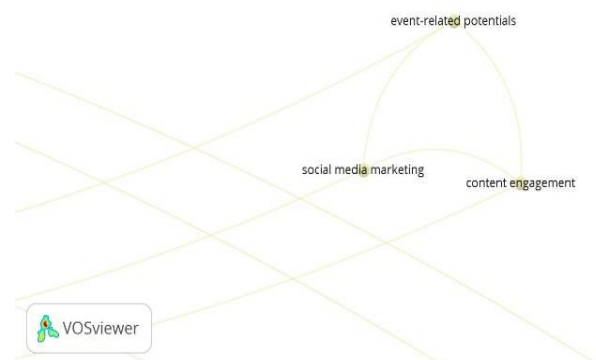 event-related potentials
social media marketing
content engagement
VOSviewer